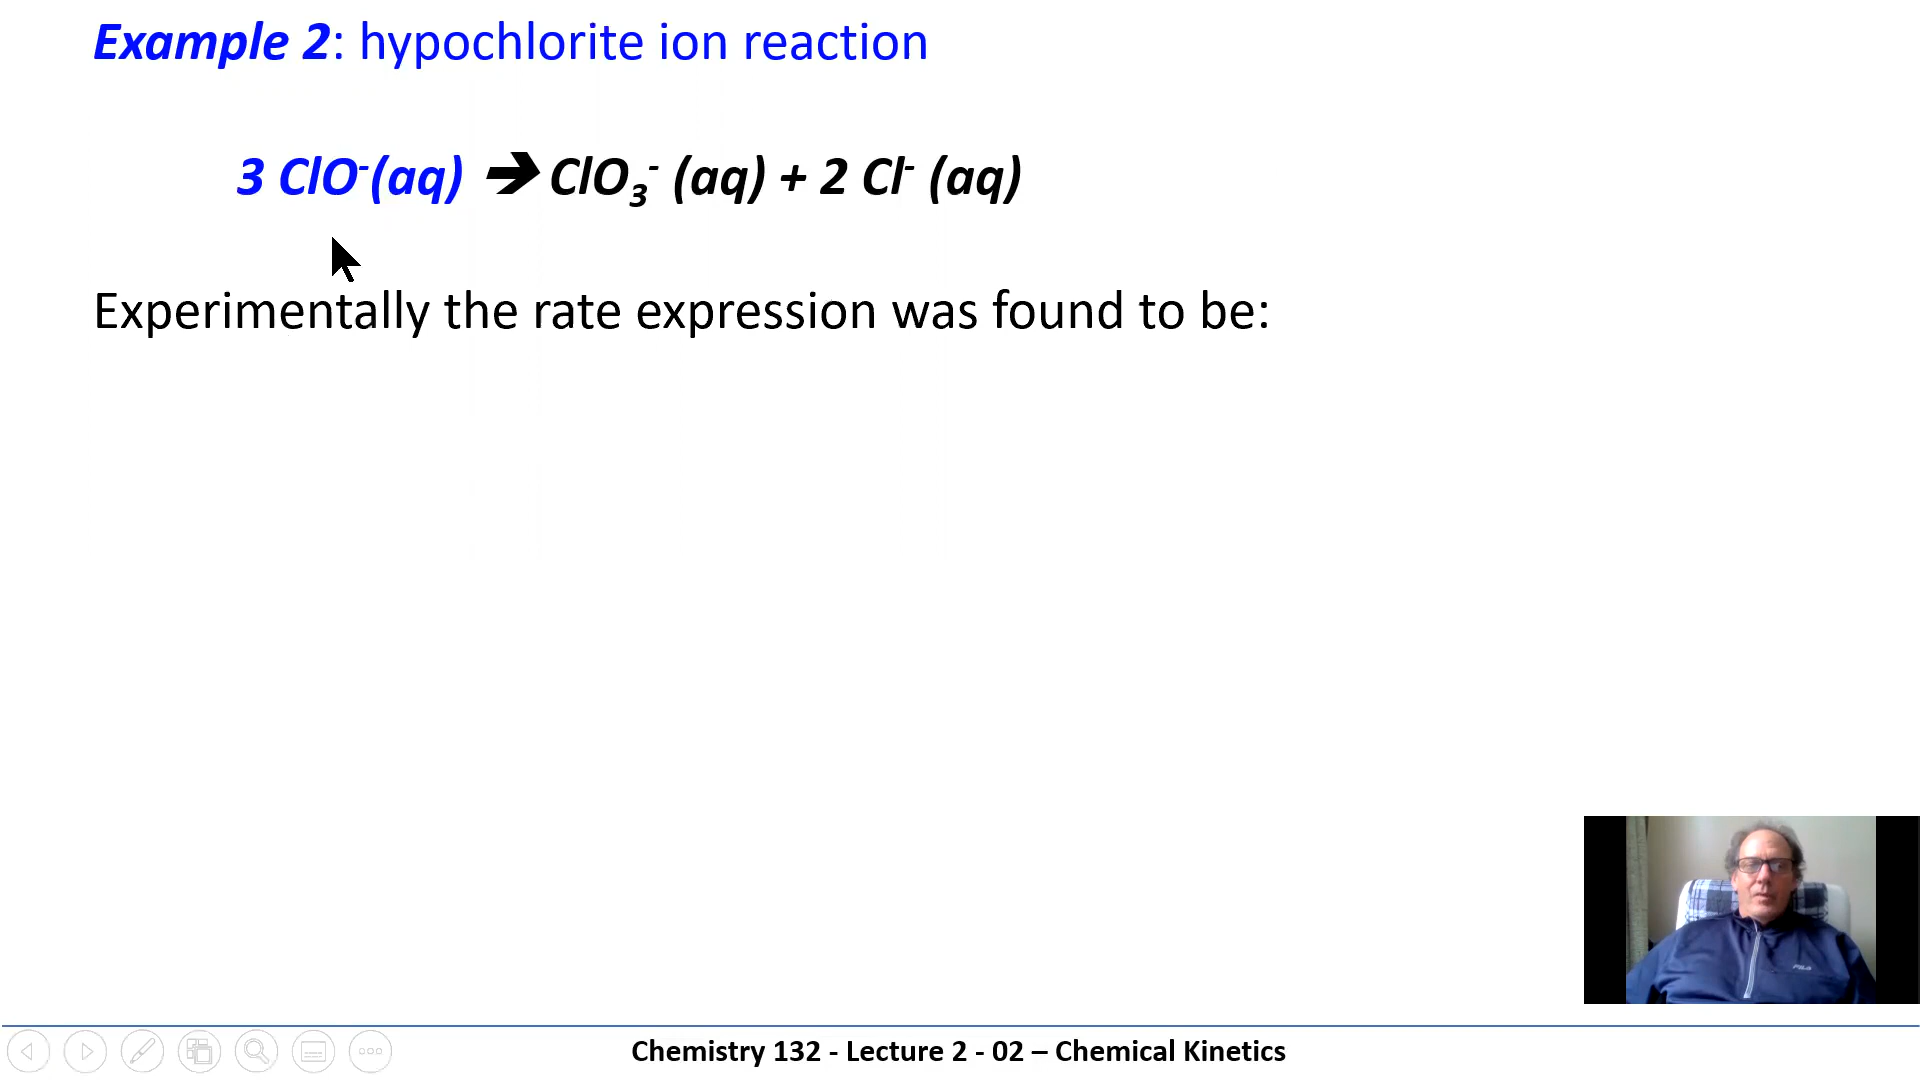 Example 2: hypochlorite ion reaction
3 ClO⁻(aq) ➔ ClO₃⁻ (aq) + 2 Cl⁻ (aq)
Experimentally the rate expression was found to be:
FILA
Chemistry 132 - Lecture 2 - 02 – Chemical Kinetics